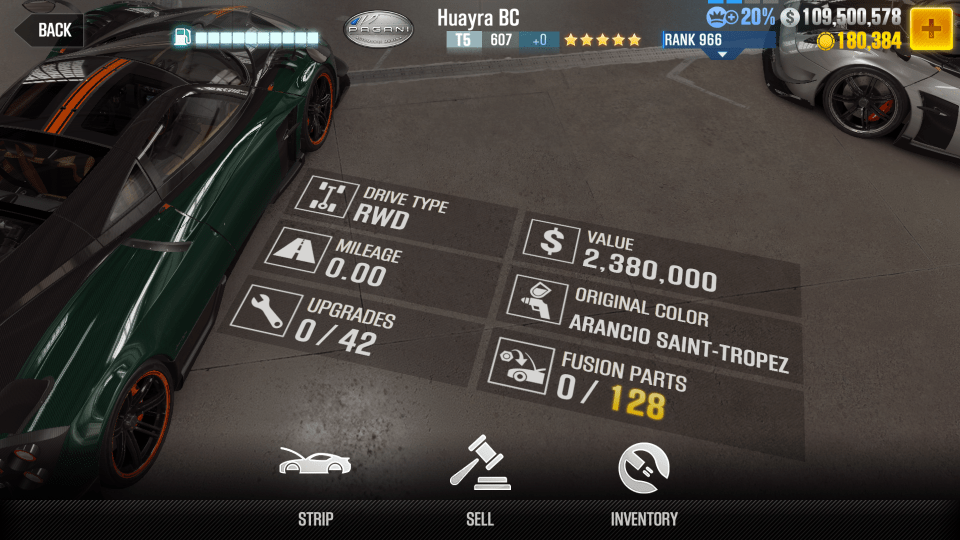 BACK
PAGANI
Huayra BC
T5 607 +0
RANK 966
20%
109,500,578
180,384
DRIVE TYPE
RWD
MILEAGE
0.00
UPGRADES
0 / 42
VALUE
2,380,000
ORIGINAL COLOR
ARANCIO SAINT-TROPEZ
FUSION PARTS
0 / 128
STRIP
SELL
INVENTORY